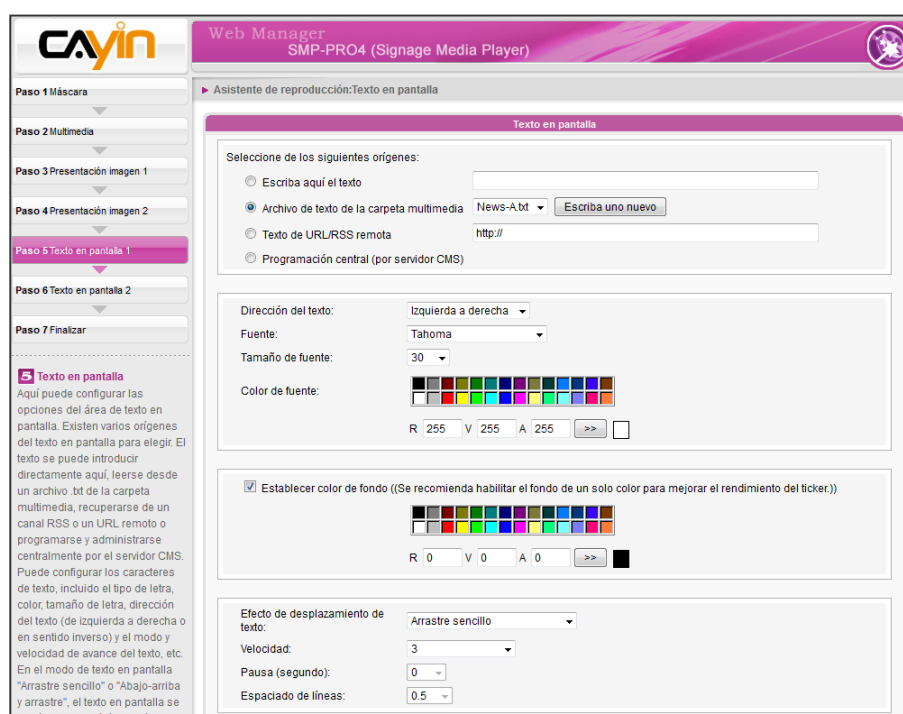 CAYIN
Web Manager
SMP-PRO4 (Signage Media Player)
Paso 1 Máscara
Paso 2 Multimedia
Paso 3 Presentación imagen 1
Paso 4 Presentación imagen 2
Paso 5 Texto en pantalla 1
Paso 6 Texto en pantalla 2
Paso 7 Finalizar
5 Texto en pantalla
Aquí puede configurar las
opciones del área de texto en
pantalla. Existen varios orígenes
del texto en pantalla para elegir. El
texto se puede introducir
directamente aquí, leerse desde
un archivo .txt de la carpeta
multimedia, recuperarse de un
canal RSS o un URL remoto o
programarse y administrarse
centralmente por el servidor CMS.
Puede configurar los caracteres
de texto, incluido el tipo de letra,
color, tamaño de letra, dirección
del texto (de izquierda a derecha o
en sentido inverso) y el modo y
velocidad de avance del texto, etc.
En el modo de texto en pantalla
"Arrastre sencillo" o "Abajo-arriba
y arrastre", el texto en pantalla se
Asistente de reproducción:Texto en pantalla
Texto en pantalla
Seleccione de los siguientes orígenes:
Escriba aquí el texto
Archivo de texto de la carpeta multimedia News-A.txt Escriba uno nuevo
Texto de URL/RSS remota http://
Programación central (por servidor CMS)
Dirección del texto: Izquierda a derecha
Fuente: Tahoma
Tamaño de fuente: 30
Color de fuente:
R 255 V 255 A 255 >>
Establecer color de fondo ((Se recomienda habilitar el fondo de un solo color para mejorar el rendimiento del ticker.))
R 0 V 0 A 0 >>
Efecto de desplazamiento de
texto: Arrastre sencillo
Velocidad: 3
Pausa (segundo): 0
Espaciado de líneas: 0.5